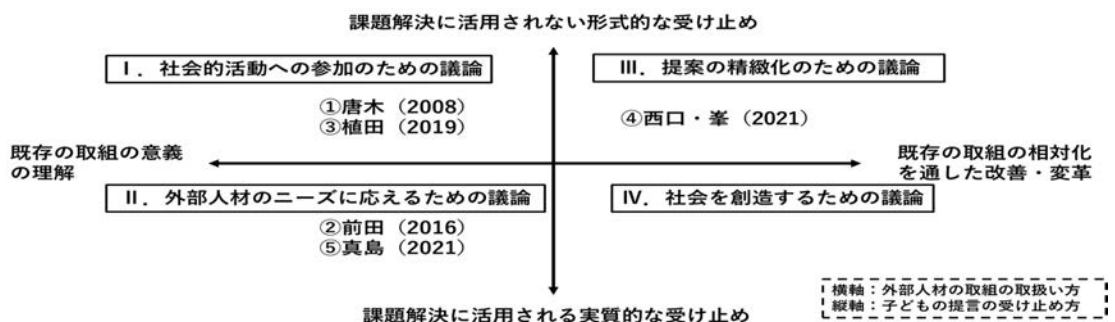 課題解決に活用されない形式的な受け止め
Ⅰ．社会的活動への参加のための議論
Ⅲ．提案の精緻化のための議論
①唐木（2008）
③植田（2019）
④西口・峯（2021）
既存の取組の意義
の理解
既存の取組の相対化
を通した改善・変革
Ⅱ．外部人材のニーズに応えるための議論
Ⅳ．社会を創造するための議論
②前田（2016）
⑤真島（2021）
横軸：外部人材の取組の取扱い方
縦軸：子どもの提言の受け止め方
課題解決に活用される実質的な受け止め